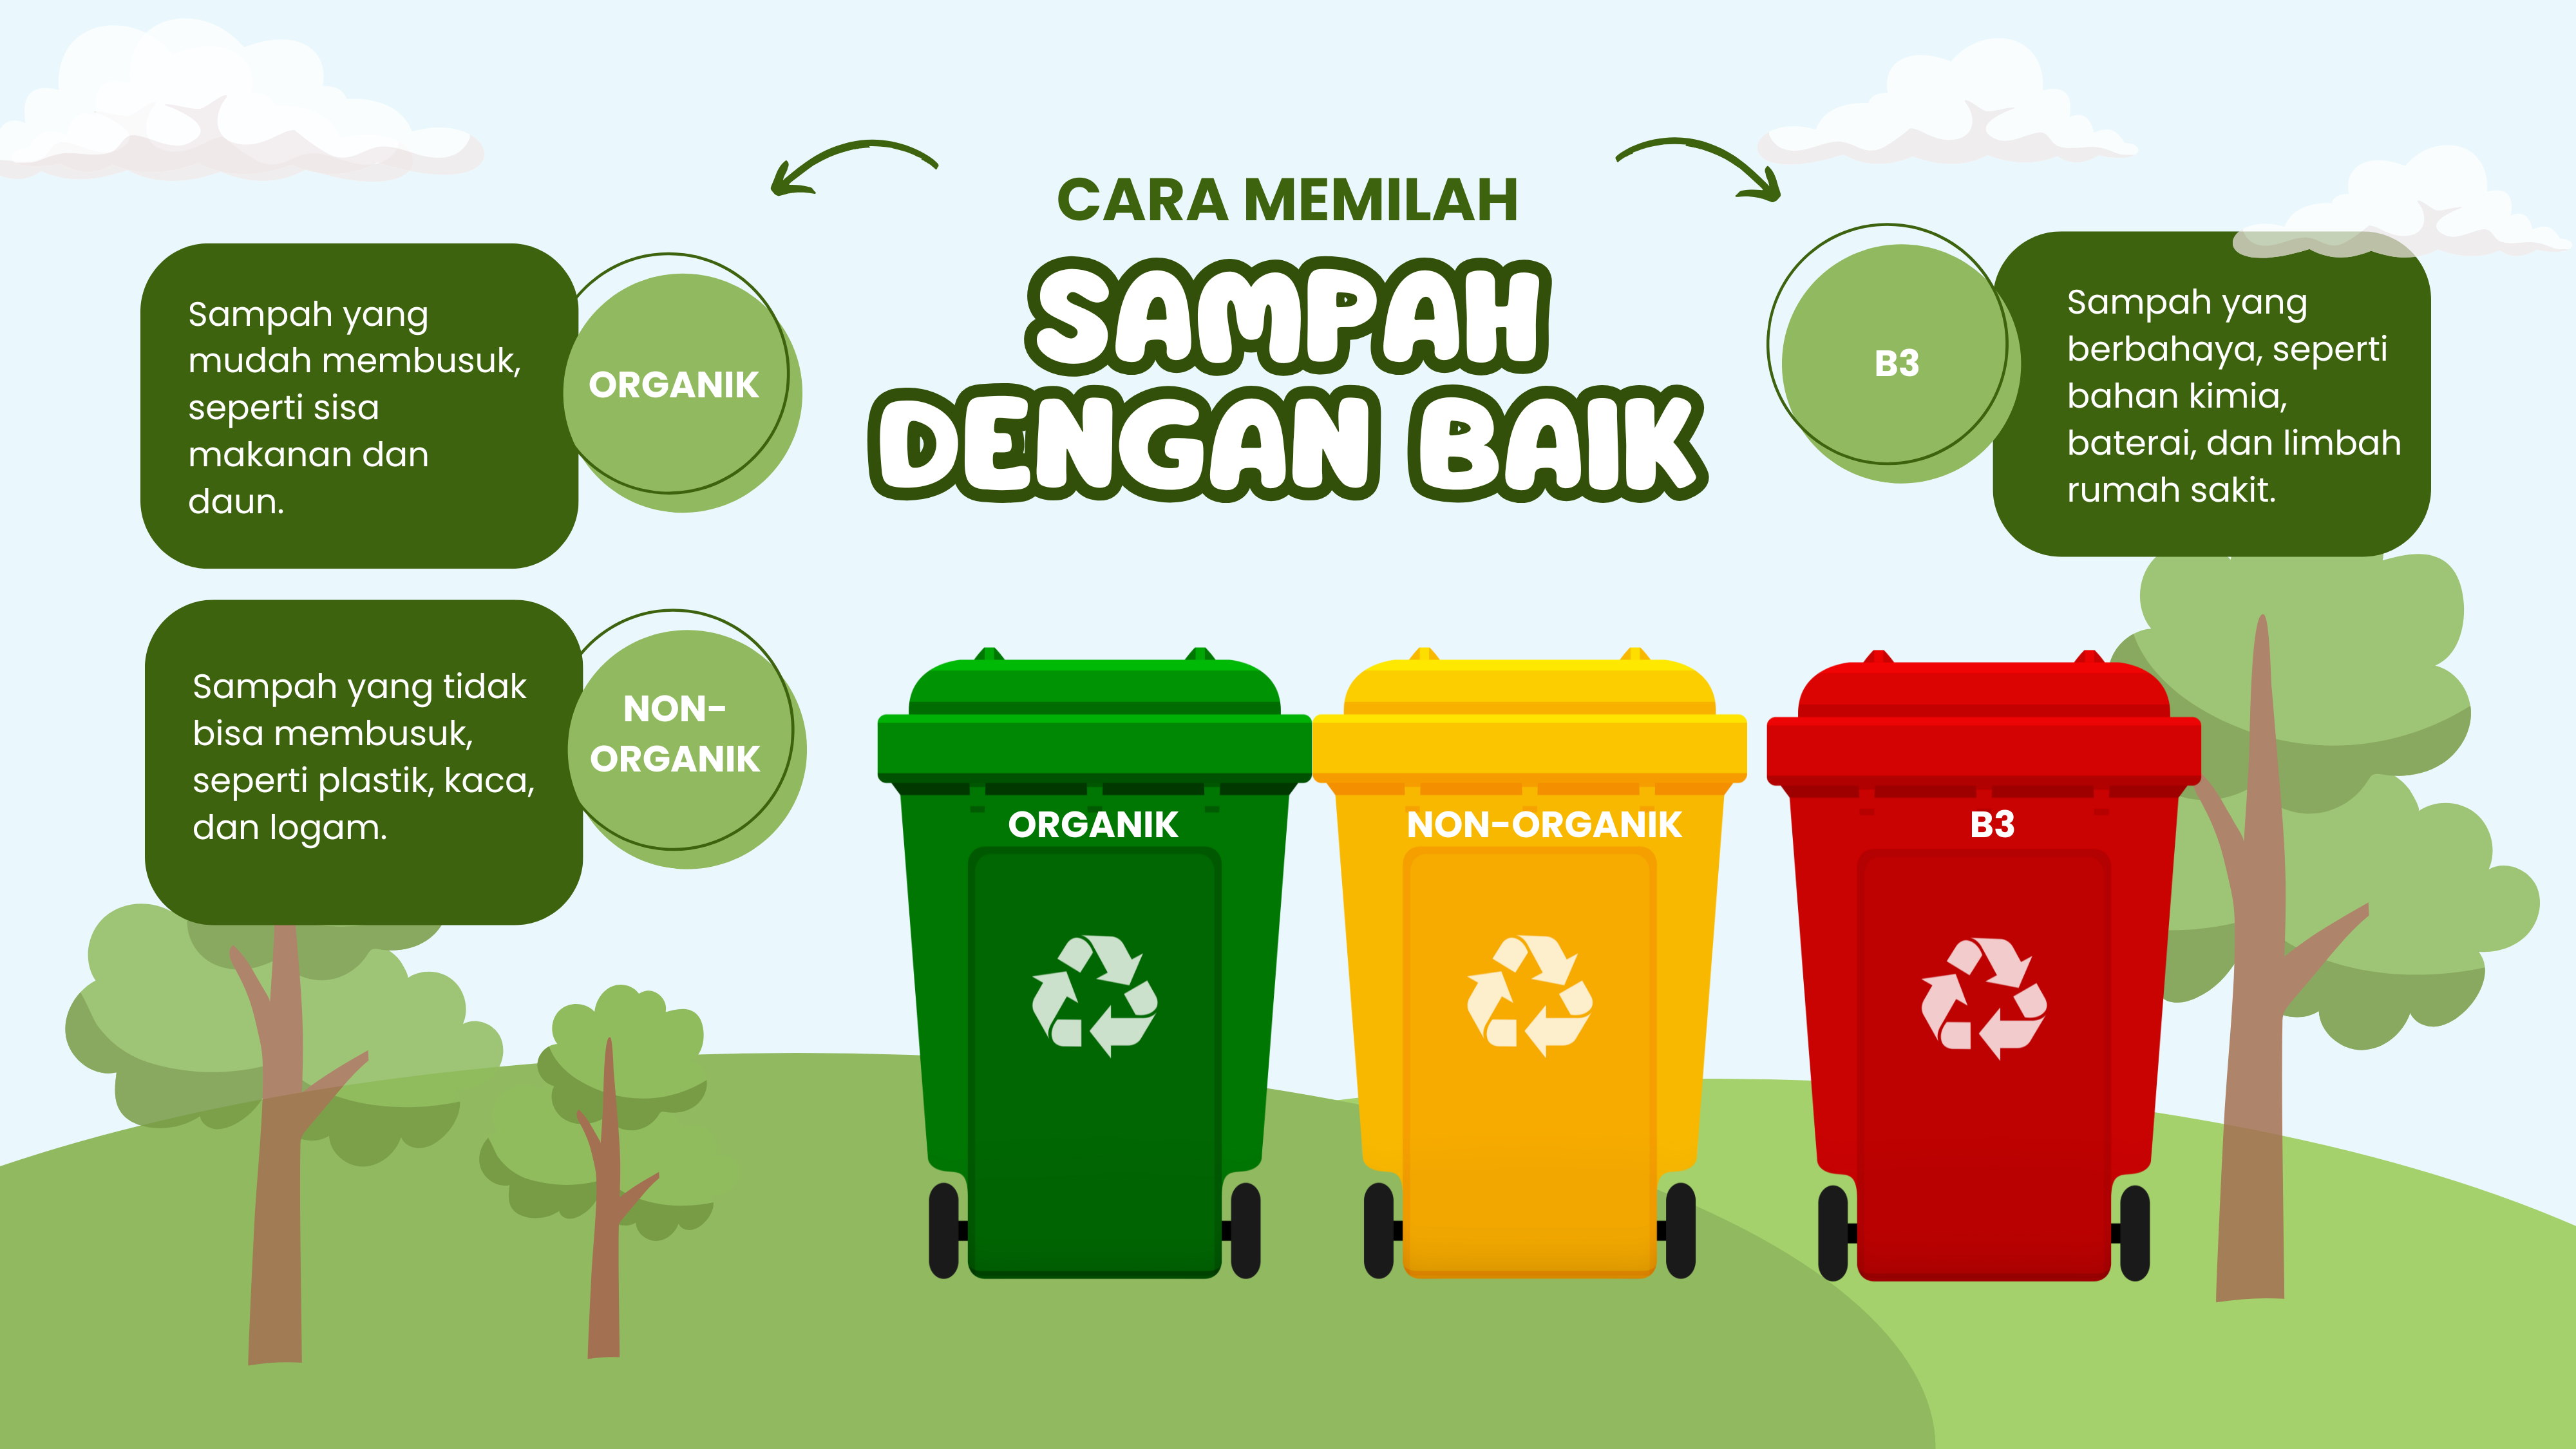 CARA MEMILAH
SAMPAH
DENGAN BAIK
Sampah yang
mudah membusuk,
seperti sisa
makanan dan
daun.
ORGANIK
Sampah yang tidak
bisa membusuk,
seperti plastik, kaca,
dan logam.
NON-
ORGANIK
B3
Sampah yang
berbahaya, seperti
bahan kimia,
baterai, dan limbah
rumah sakit.
ORGANIK
NON-ORGANIK
B3